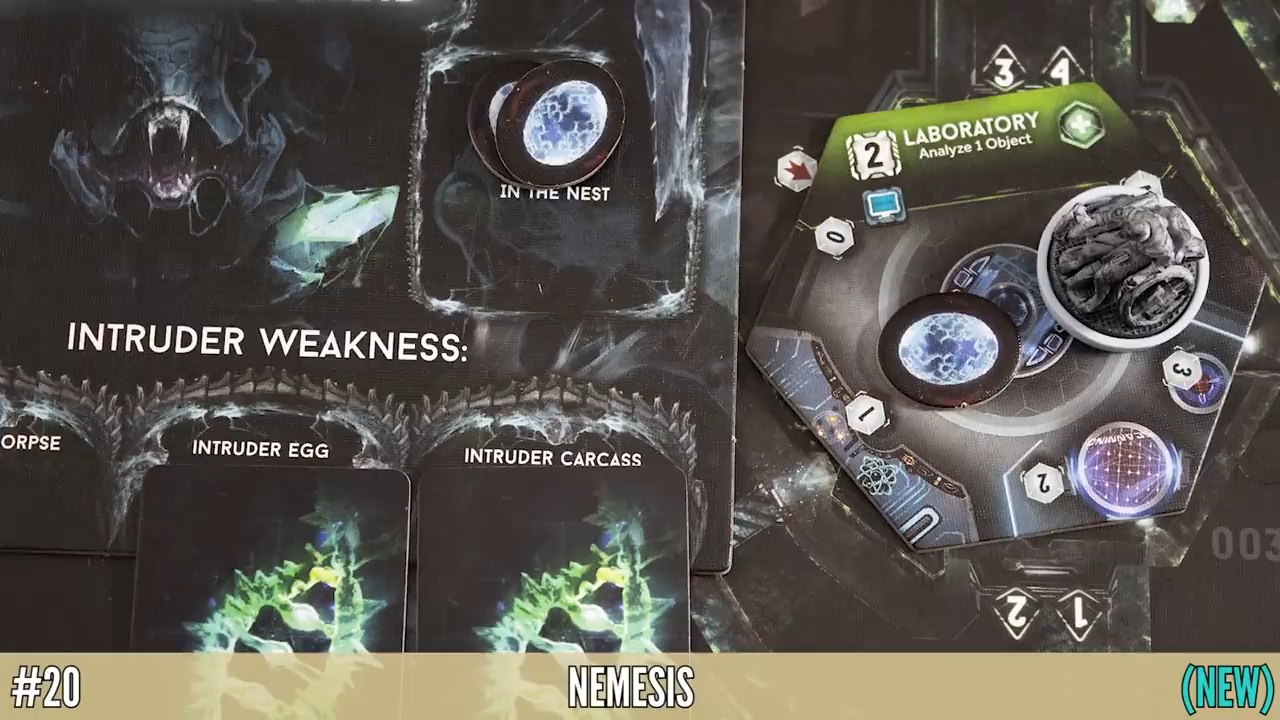 IN THE NEST
INTRUDER WEAKNESS:
ORPSE
INTRUDER EGG
INTRUDER CARCASS
3
4
2
LABORATORY
Analyze 1 Object
0
1
2
3
2
1
003
#20
NEMESIS
(NEW)